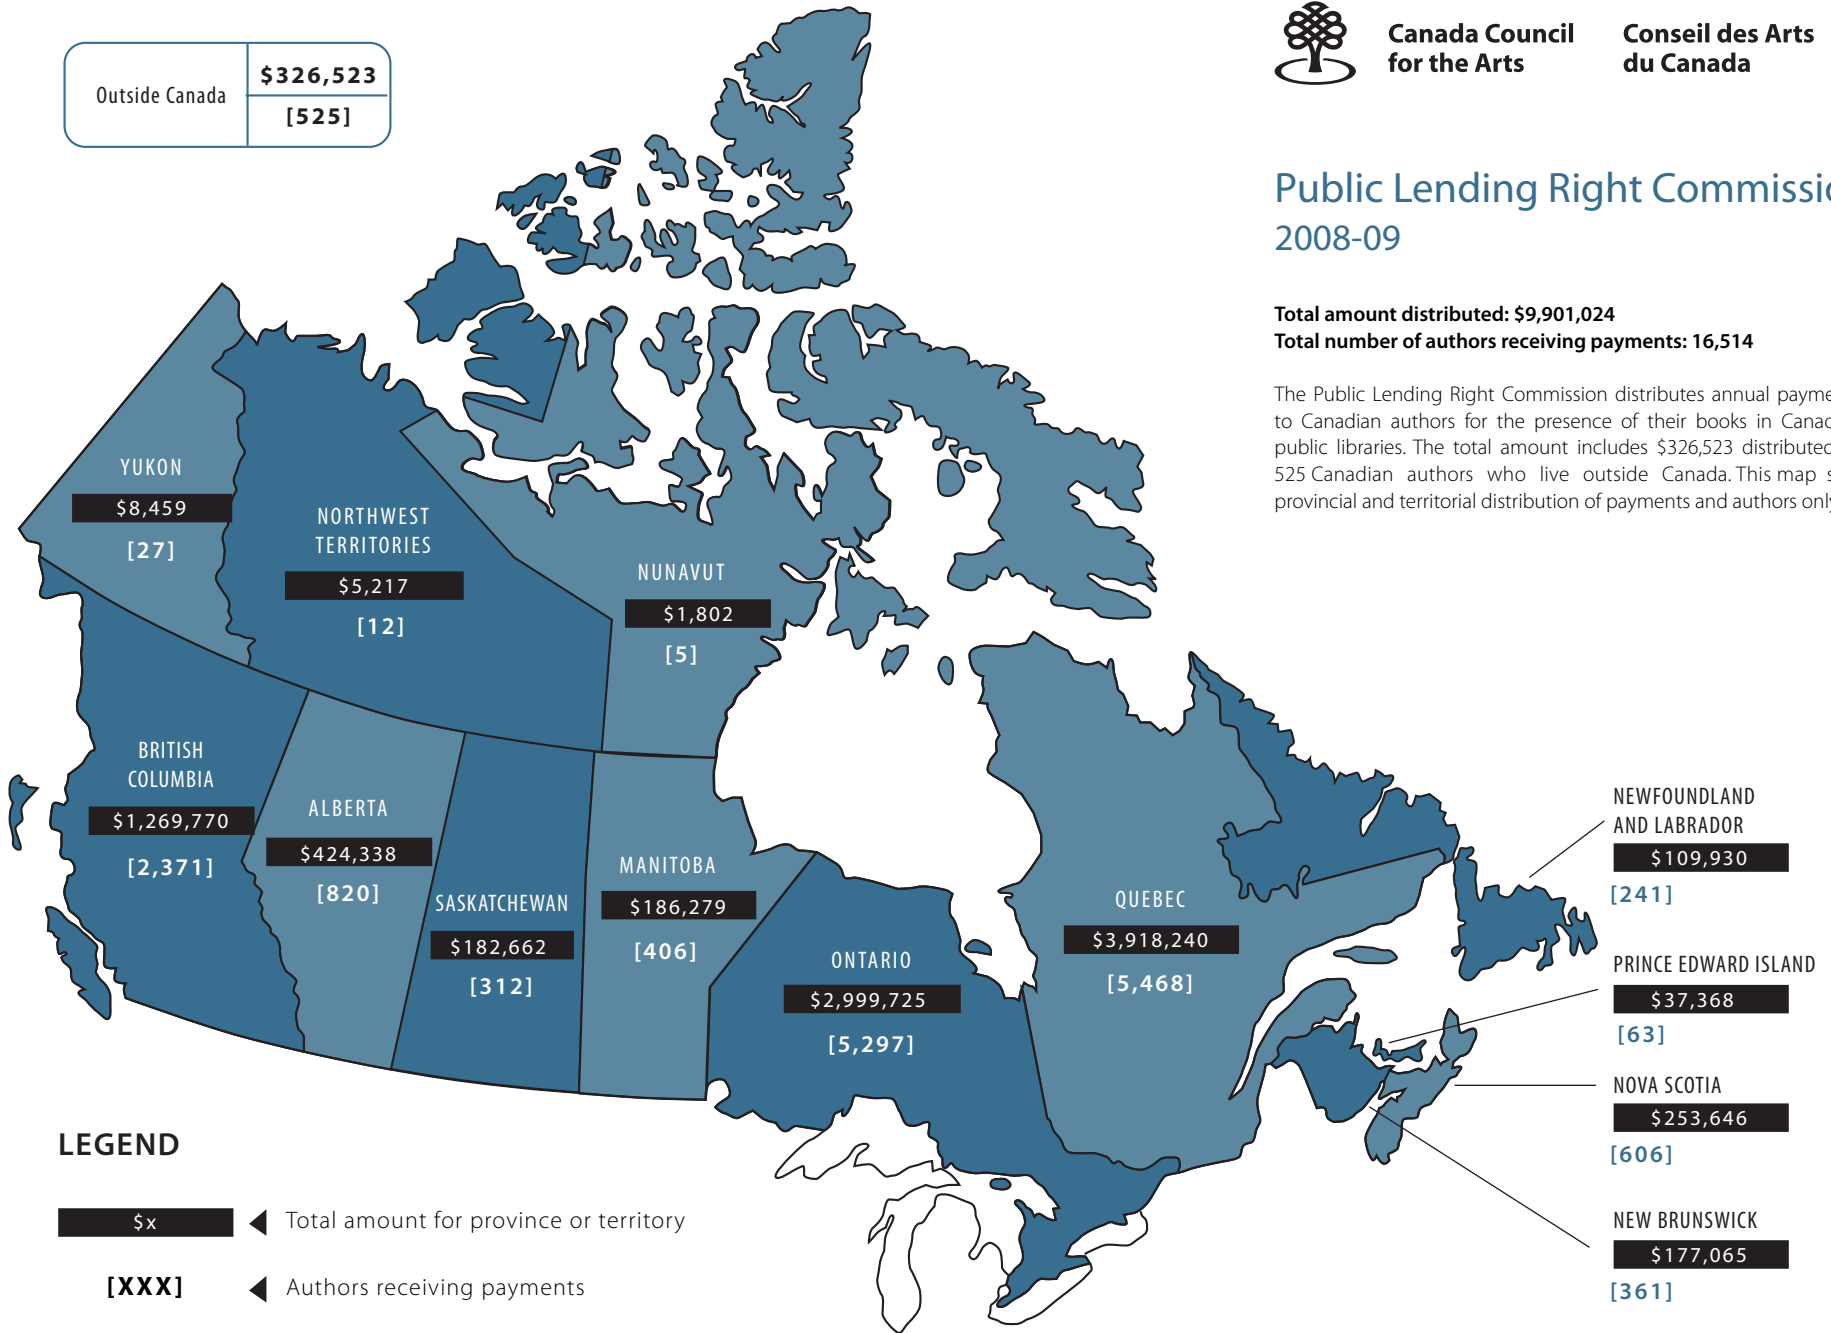 Outside Canada
$326,523
[525]
Canada Council
for the Arts
Conseil des Arts
du Canada
Public Lending Right
2008-09
Total amount distributed: $9,901,024
Total number of authors receiving payments: 16,514
The Public Lending Right Commission distributes annual
to Canadian authors for the presence of their books in
public libraries. The total amount includes $326,523 distributed
525 Canadian authors who live outside Canada. This map
provincial and territorial distribution of payments and authors only
YUKON
$8,459
[27]
NORTHWEST
TERRITORIES
$5,217
[12]
NUNAVUT
$1,802
[5]
BRITISH
COLUMBIA
$1,269,770
[2,371]
ALBERTA
$424,338
[820]
SASKATCHEWAN
$182,662
[312]
MANITOBA
$186,279
[406]
ONTARIO
$2,999,725
[5,297]
QUEBEC
$3,918,240
[5,468]
NEWFOUNDLAND
AND LABRADOR
$109,930
[241]
PRINCE EDWARD ISLAND
$37,368
[63]
NOVA SCOTIA
$253,646
[606]
NEW BRUNSWICK
$177,065
[361]
LEGEND
$x
Total amount for province or territory
[XXX]
Authors receiving payments